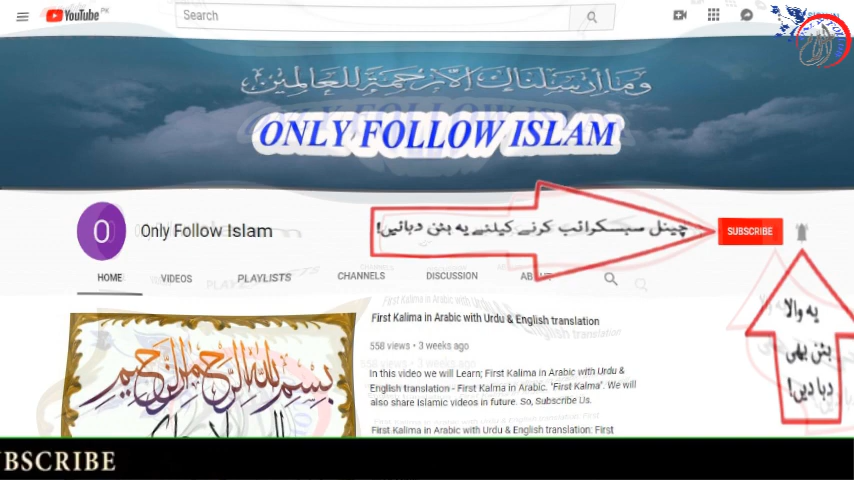 YouTube PK
Search
وما ارسلناك الا رحمة للعالمين
ONLY FOLLOW ISLAM
O
Only Follow Islam
چینل سبسکرائب کرنے کیلئے یہ بٹن دبائیں!
SUBSCRIBE
HOME VIDEOS PLAYLISTS CHANNELS DISCUSSION
یہ والا
بٹن بھی
دبا دیں!
First Kalima in Arabic with Urdu & English translation
558 views • 3 weeks ago
In this video we will Learn; First Kalima in Arabic with Urdu &
English translation - First Kalma in Arabic. "First Kalma". We will
also share Islamic videos in future. So, Subscribe Us.
First Kalima in Arabic with Urdu & English translation: First
بسم الله الرحمن الرحيم
UBSCRIBE